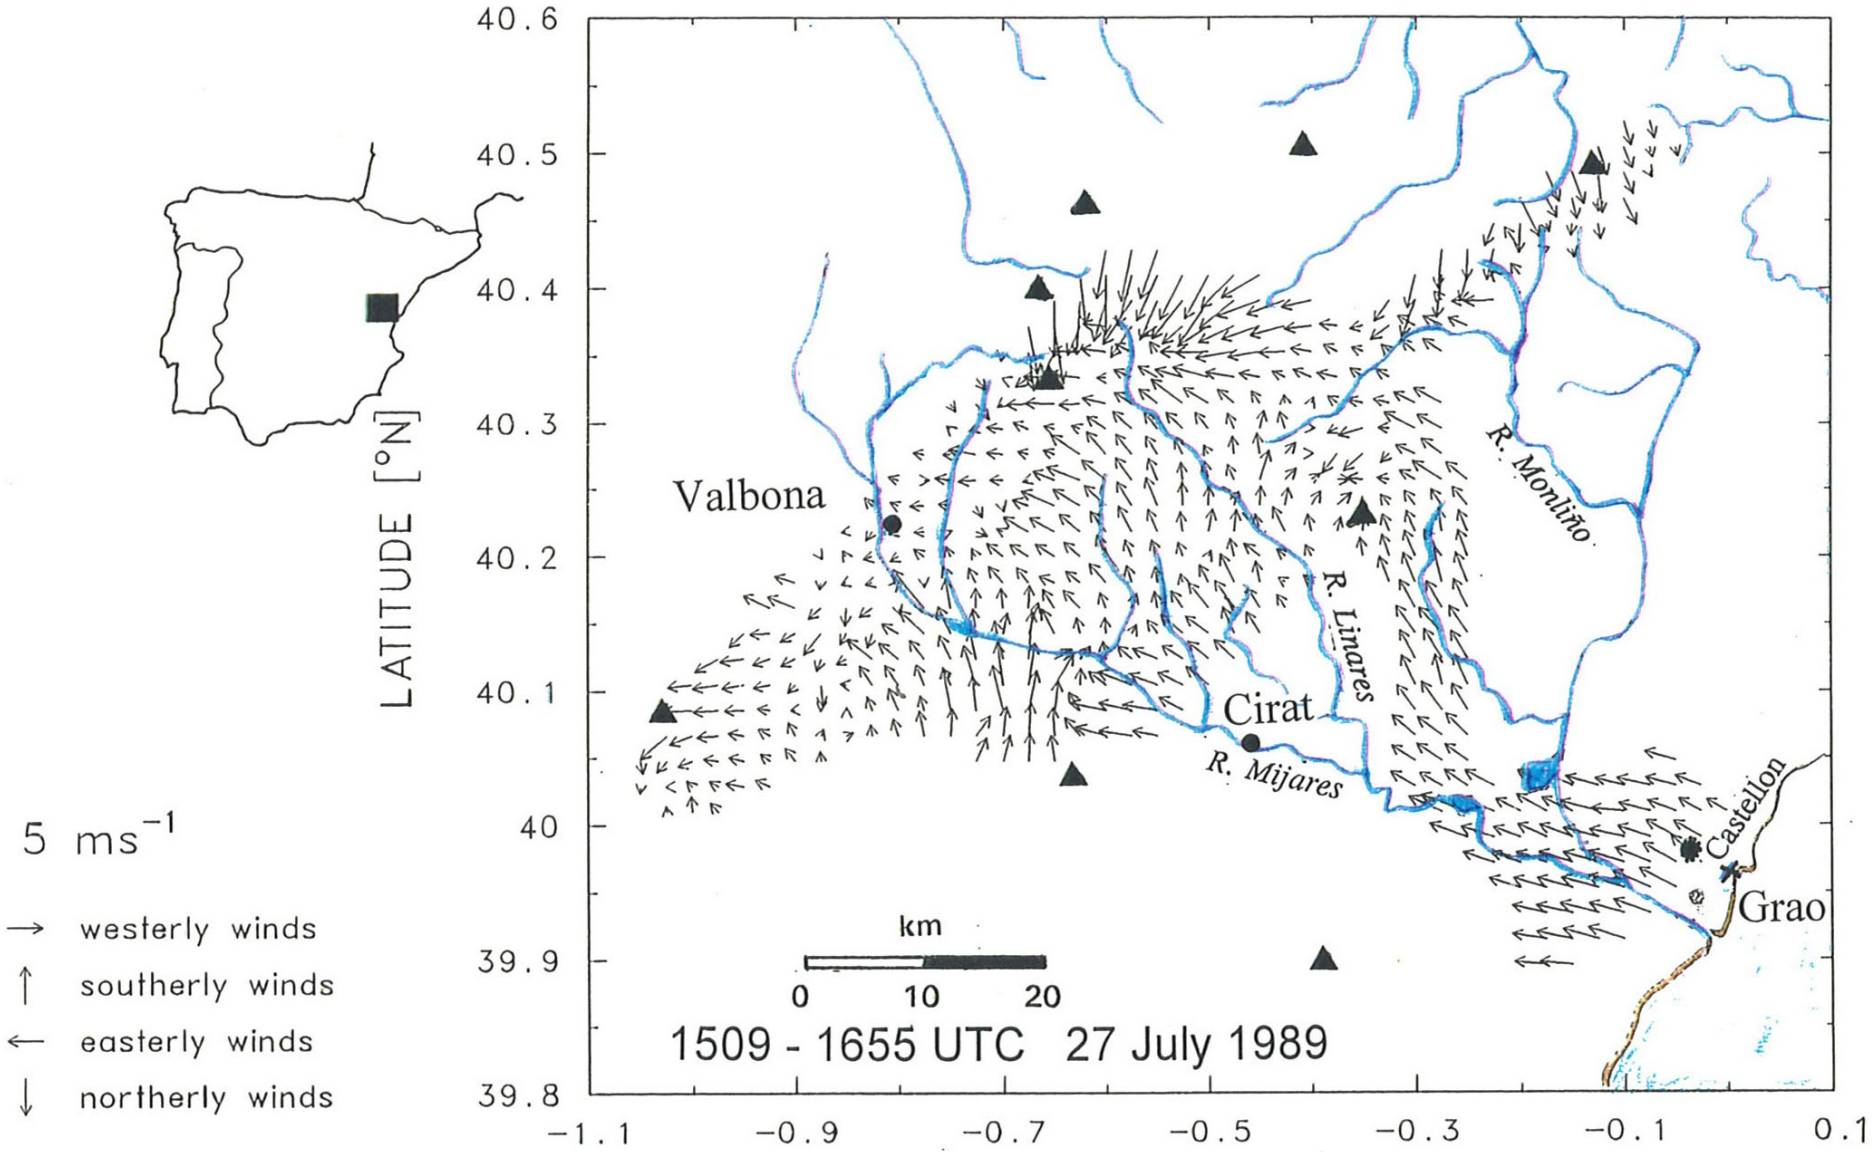 40.6
40.5
40.4
40.3
40.2
40.1
40
39.9
39.8
LATITUDE [°N]
-1.1
-0.9
-0.7
-0.5
-0.3
-0.1
0.1
Valbona
Cirat
R. Mijares
R. Linares
R. Monliño
Castellon
Grao
km
0 10 20
1509 - 1655 UTC 27 July 1989
5 ms⁻¹
→ westerly winds
↑ southerly winds
← easterly winds
↓ northerly winds